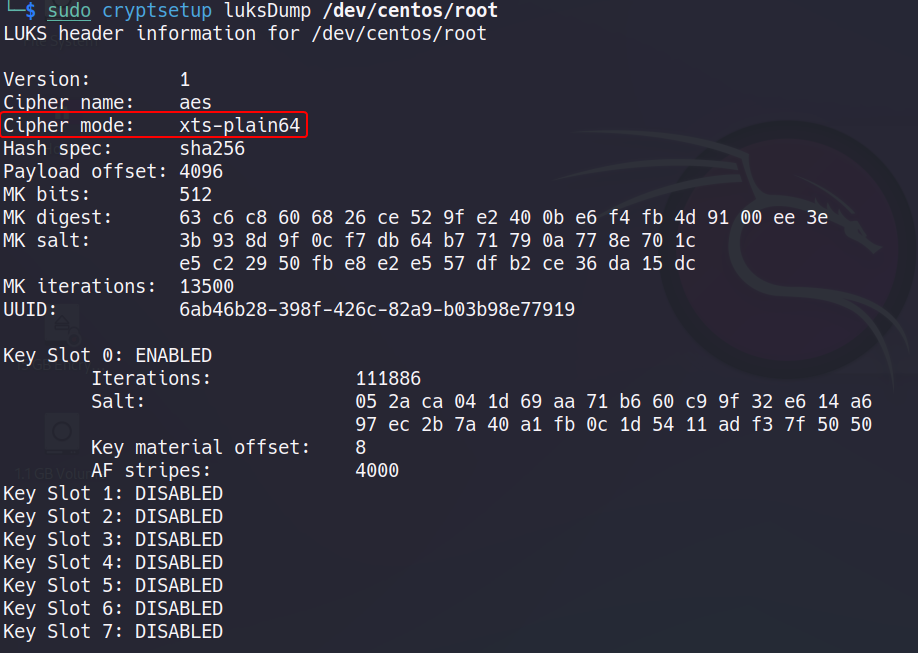 └─$ sudo cryptsetup luksDump /dev/centos/root
LUKS header information for /dev/centos/root
Version:        1
Cipher name:    aes
Cipher mode:    xts-plain64
Hash spec:      sha256
Payload offset: 4096
MK bits:        512
MK digest:      63 c6 c8 60 68 26 ce 52 9f e2 40 0b e6 f4 fb 4d 91 00 ee 3e
MK salt:        3b 93 8d 9f 0c f7 db 64 b7 71 79 0a 77 8e 70 1c
                e5 c2 29 50 fb e8 e2 e5 57 df b2 ce 36 da 15 dc
MK iterations:  13500
UUID:           6ab46b28-398f-426c-82a9-b03b98e77919
Key Slot 0: ENABLED
        Iterations:             111886
        Salt:                   05 2a ca 04 1d 69 aa 71 b6 60 c9 9f 32 e6 14 a6
                                97 ec 2b 7a 40 a1 fb 0c 1d 54 11 ad f3 7f 50 50
        Key material offset:    8
        AF stripes:             4000
Key Slot 1: DISABLED
Key Slot 2: DISABLED
Key Slot 3: DISABLED
Key Slot 4: DISABLED
Key Slot 5: DISABLED
Key Slot 6: DISABLED
Key Slot 7: DISABLED